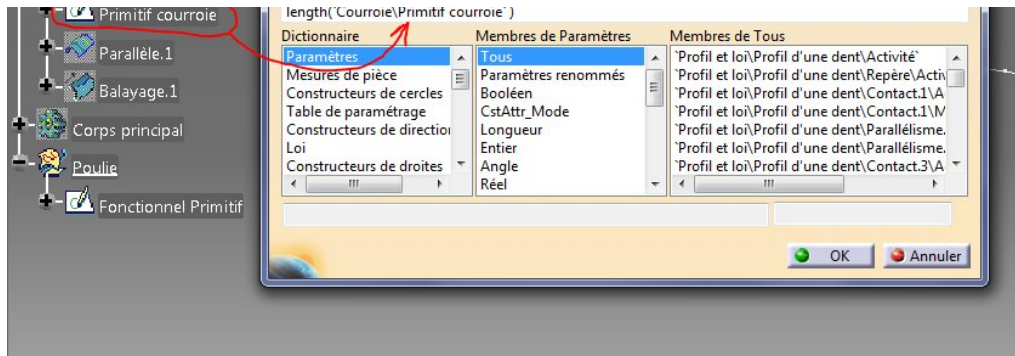 Primitif courroie
length(`Courroie\Primitif courroie` )
Dictionnaire Membres de Paramètres Membres de Tous
Parallèle.1
Paramètres Tous `Profil et loi\Profil d'une dent\Activité`
Mesures de pièce Paramètres renommés `Profil et loi\Profil d'une dent\Repère\Activ
Balayage.1
Constructeurs de cercles Booléen `Profil et loi\Profil d'une dent\Contact.1\A
Table de paramétrage CstAttr_Mode `Profil et loi\Profil d'une dent\Contact.1\M
Corps principal
Constructeurs de direction Longueur `Profil et loi\Profil d'une dent\Parallélisme.
Loi Entier `Profil et loi\Profil d'une dent\Parallélisme.
Poulie
Constructeurs de droites Angle `Profil et loi\Profil d'une dent\Contact.3\A
Réel
Fonctionnel Primitif
OK Annuler